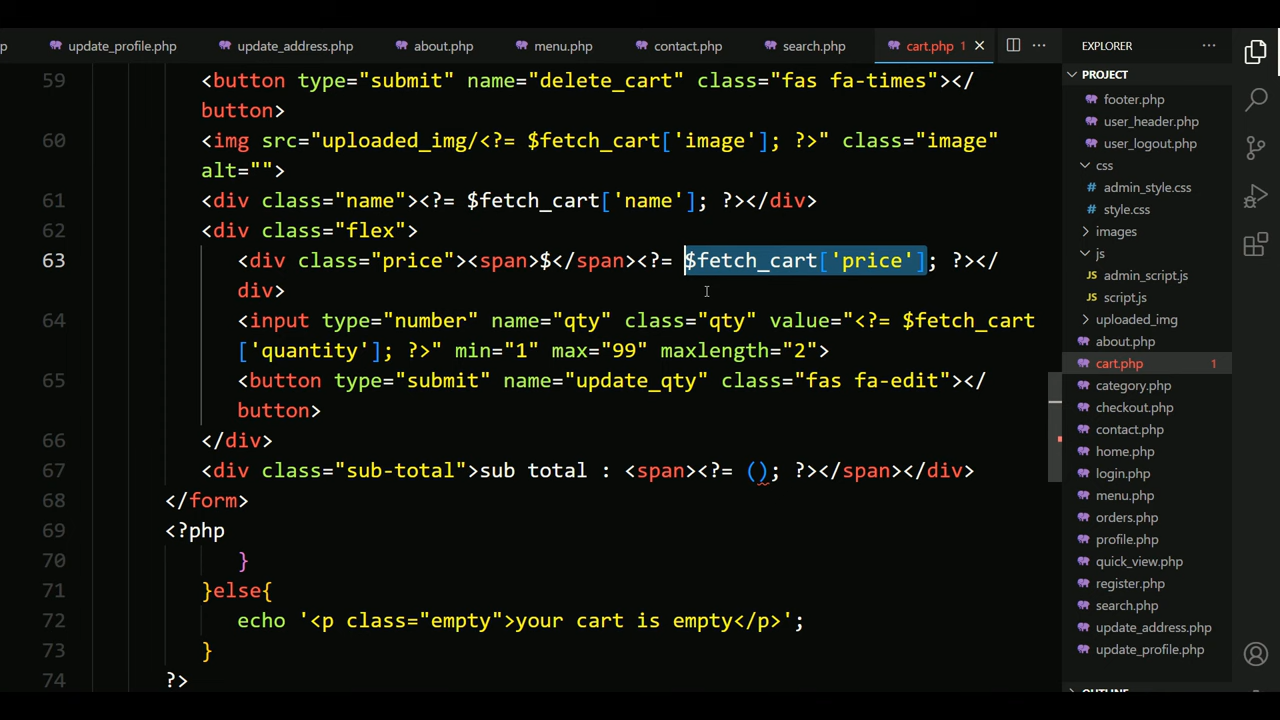 p
update_profile.php
update_address.php
about.php
menu.php
contact.php
search.php
cart.php 1
EXPLORER
59 <button type="submit" name="delete_cart" class="fas fa-times"></
button>
60 <img src="uploaded_img/<?= $fetch_cart['image']; ?>" class="image"
alt="">
61 <div class="name"><?= $fetch_cart['name']; ?></div>
62 <div class="flex">
63 <div class="price"><span>$</span><?= $fetch_cart['price']; ?></
div>
64 <input type="number" name="qty" class="qty" value="<?= $fetch_cart
['quantity']; ?>" min="1" max="99" maxlength="2">
65 <button type="submit" name="update_qty" class="fas fa-edit"></
button>
66 </div>
67 <div class="sub-total">sub total : <span><?= (); ?></span></div>
68 </form>
69 <?php
70 }
71 }else{
72 echo '<p class="empty">your cart is empty</p>';
73 }
74 ?>
PROJECT
footer.php
user_header.php
user_logout.php
css
admin_style.css
style.css
images
js
JS admin_script.js
JS script.js
uploaded_img
about.php
cart.php 1
category.php
checkout.php
contact.php
home.php
login.php
menu.php
orders.php
profile.php
quick_view.php
register.php
search.php
update_address.php
update_profile.php
OUTLINE